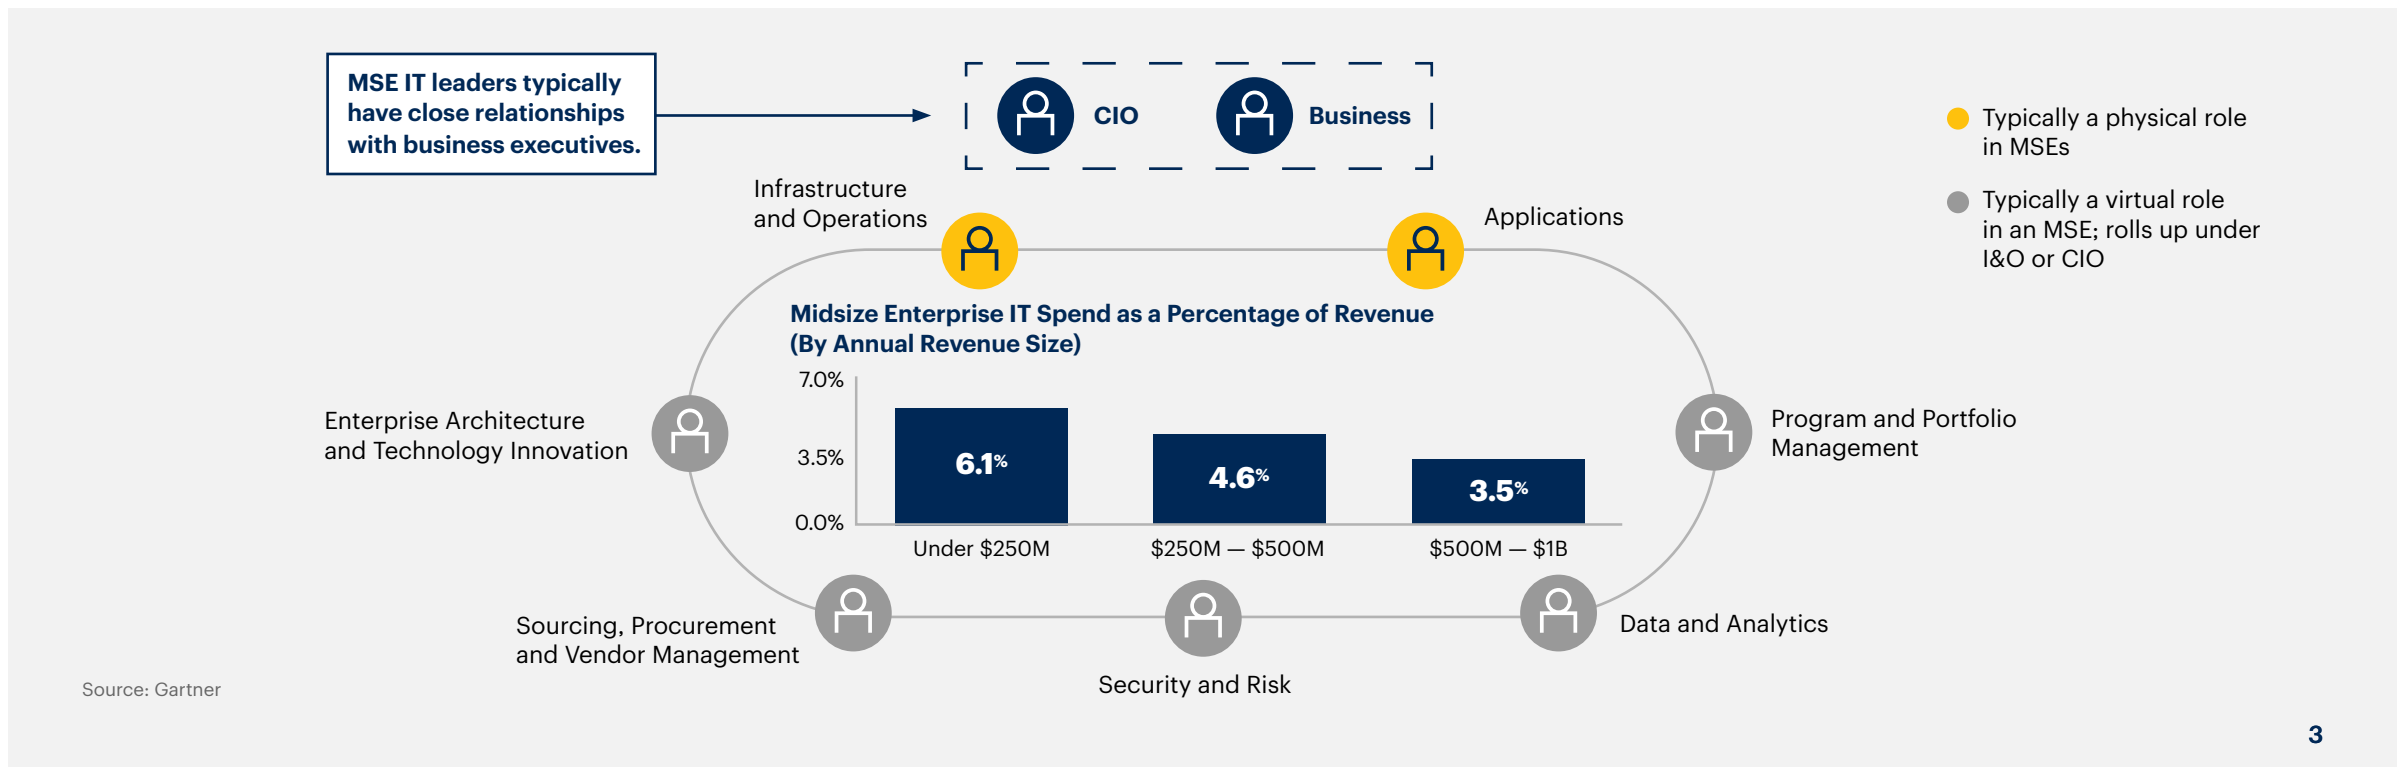 MSE IT leaders typically
have close relationships
with business executives.
CIO
Business
Typically a physical role
in MSEs
Typically a virtual role
in an MSE; rolls up under
I&O or CIO
Infrastructure
and Operations
Applications
Midsize Enterprise IT Spend as a Percentage of Revenue
(By Annual Revenue Size)
7.0%
3.5%
0.0%
6.1%
4.6%
3.5%
Under $250M
$250M — $500M
$500M — $1B
Enterprise Architecture
and Technology Innovation
Program and Portfolio
Management
Sourcing, Procurement
and Vendor Management
Security and Risk
Data and Analytics
Source: Gartner
3